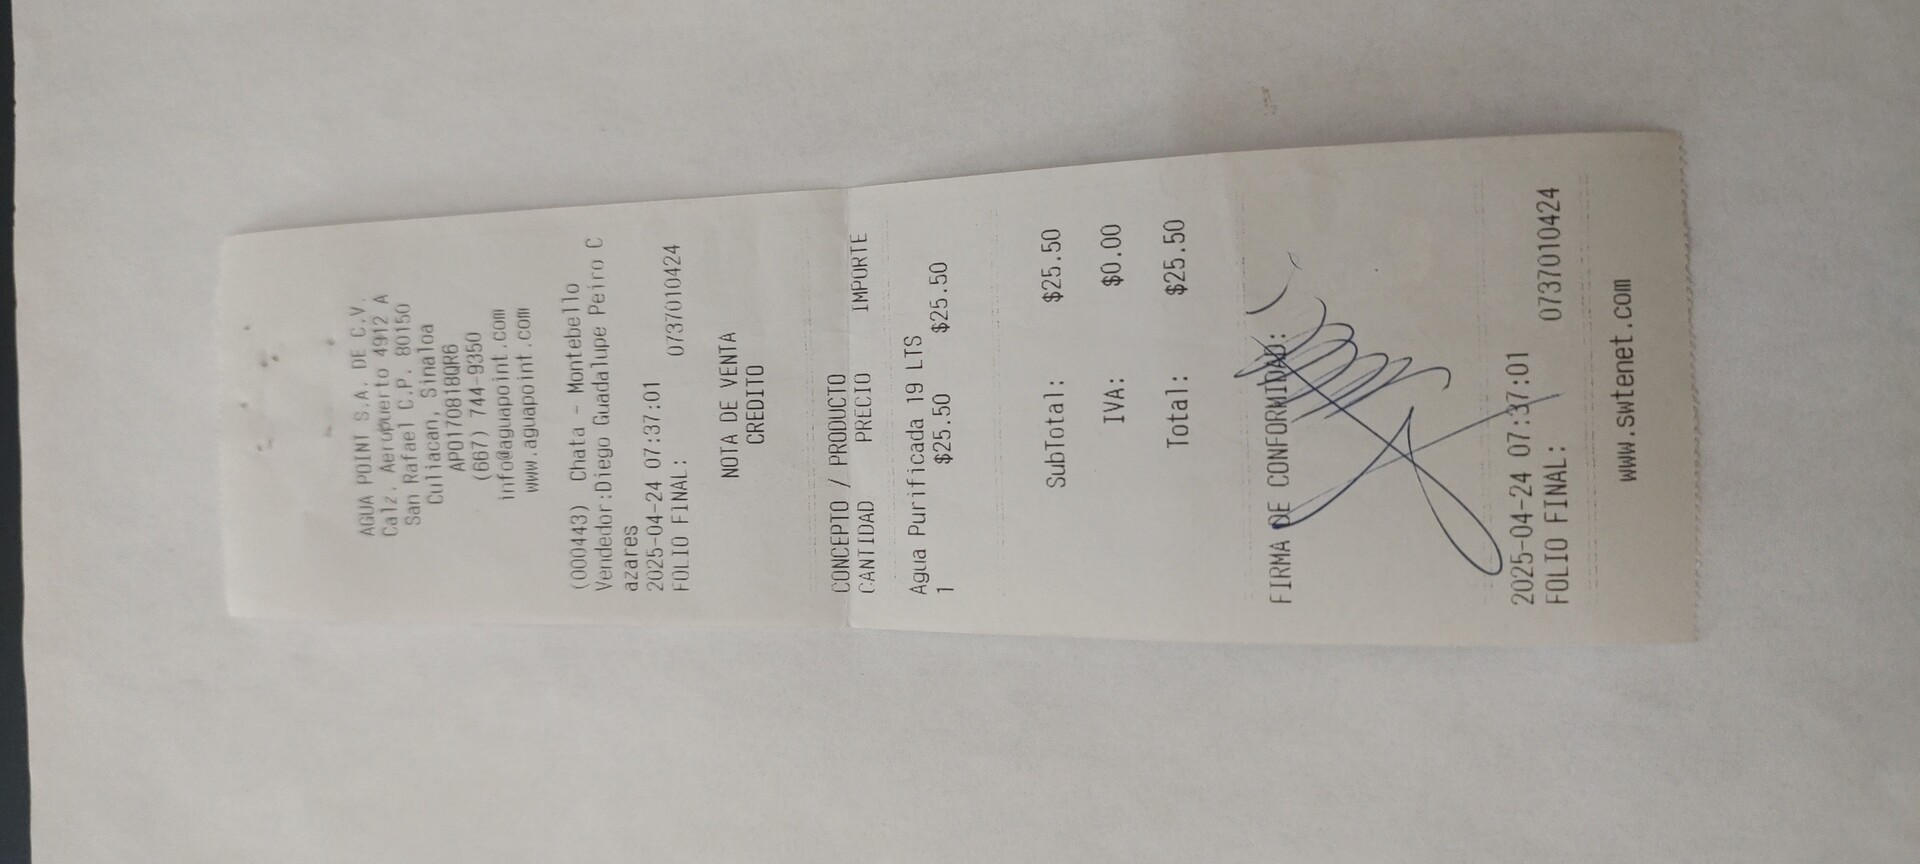 AGUA POINT S.A. DE C.V.
Calz. Aeropuerto 4912 A
San Rafael C.P. 80150
Culiacan, Sinaloa
APO170818QR6
(667) 744-9350
info@aguapoint.com
www.aguapoint.com
(000443) Chata - Montebello
Vendedor:Diego Guadalupe Peiro C
azares
2025-04-24 07:37:01
FOLIO FINAL: 0737010424
NOTA DE VENTA
CREDITO
CONCEPTO / PRODUCTO
CANTIDAD PRECIO IMPORTE
Agua Purificada 19 LTS
1 $25.50 $25.50
SubTotal: $25.50
IVA: $0.00
Total: $25.50
FIRMA DE CONFORMIDAD:
2025-04-24 07:37:01
FOLIO FINAL: 0737010424
www.swtenet.com